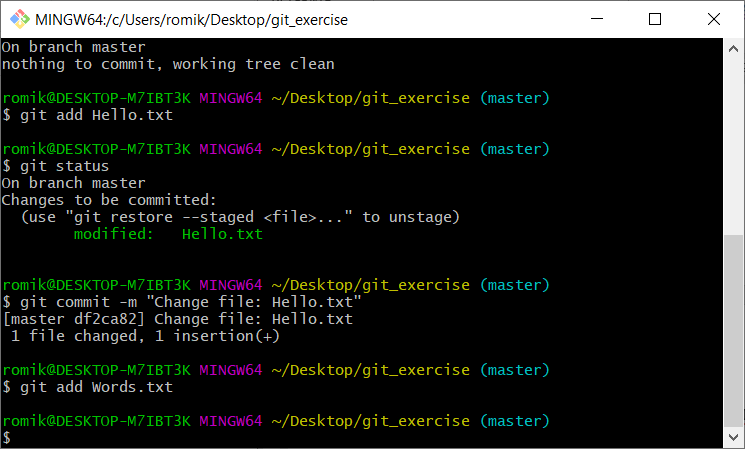 MINGW64:/c/Users/romik/Desktop/git_exercise
On branch master
nothing to commit, working tree clean
romik@DESKTOP-M7IBT3K MINGW64 ~/Desktop/git_exercise (master)
$ git add Hello.txt
romik@DESKTOP-M7IBT3K MINGW64 ~/Desktop/git_exercise (master)
$ git status
On branch master
Changes to be committed:
  (use "git restore --staged <file>..." to unstage)
        modified:   Hello.txt
romik@DESKTOP-M7IBT3K MINGW64 ~/Desktop/git_exercise (master)
$ git commit -m "Change file: Hello.txt"
[master df2ca82] Change file: Hello.txt
 1 file changed, 1 insertion(+)
romik@DESKTOP-M7IBT3K MINGW64 ~/Desktop/git_exercise (master)
$ git add Words.txt
romik@DESKTOP-M7IBT3K MINGW64 ~/Desktop/git_exercise (master)
$